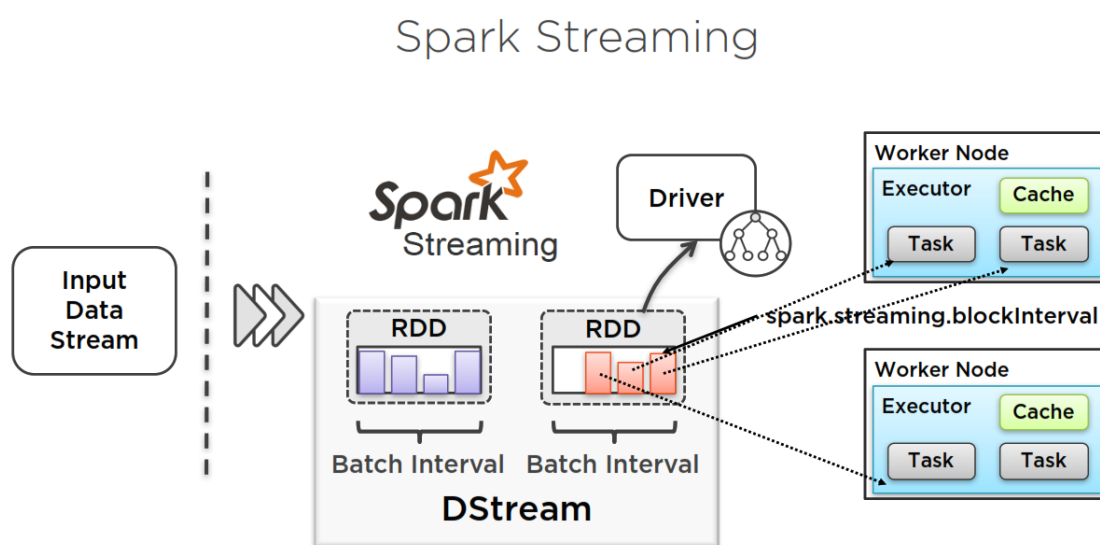 Spark Streaming
Input
Data
Stream
Spark
Streaming
Driver
RDD
RDD
Batch Interval
Batch Interval
DStream
spark.streaming.blockInterval
Worker Node
Executor
Cache
Task
Task
Worker Node
Executor
Cache
Task
Task